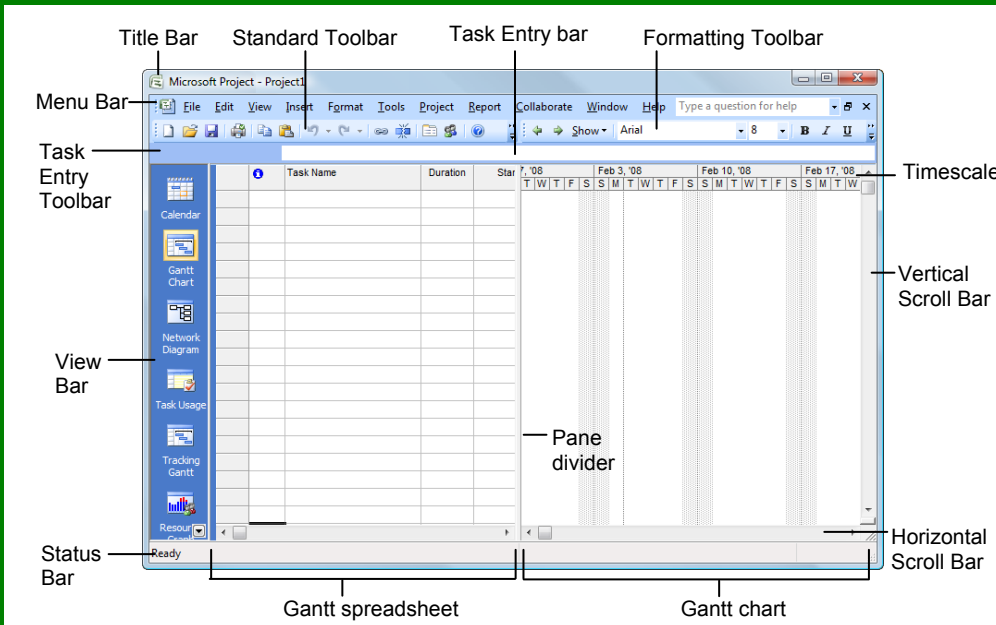 Title Bar
Standard Toolbar
Task Entry bar
Formatting Toolbar
Microsoft Project - Project1
Menu Bar
File Edit View Insert Format Tools Project Report Collaborate Window Help Type a question for help
Show Arial 8 B I U
Task
Entry
Toolbar
Task Name Duration Star 7, '08 Feb 3, '08 Feb 10, '08 Feb 17, '08
T W T F S S M T W T F S S M T W T F S S M T W
Timescale
Calendar
Gantt
Chart
Vertical
Scroll Bar
Network
Diagram
View
Bar
Task Usage
Pane
divider
Tracking
Gantt
Resour
Status
Bar
Ready
Horizontal
Scroll Bar
Gantt spreadsheet
Gantt chart